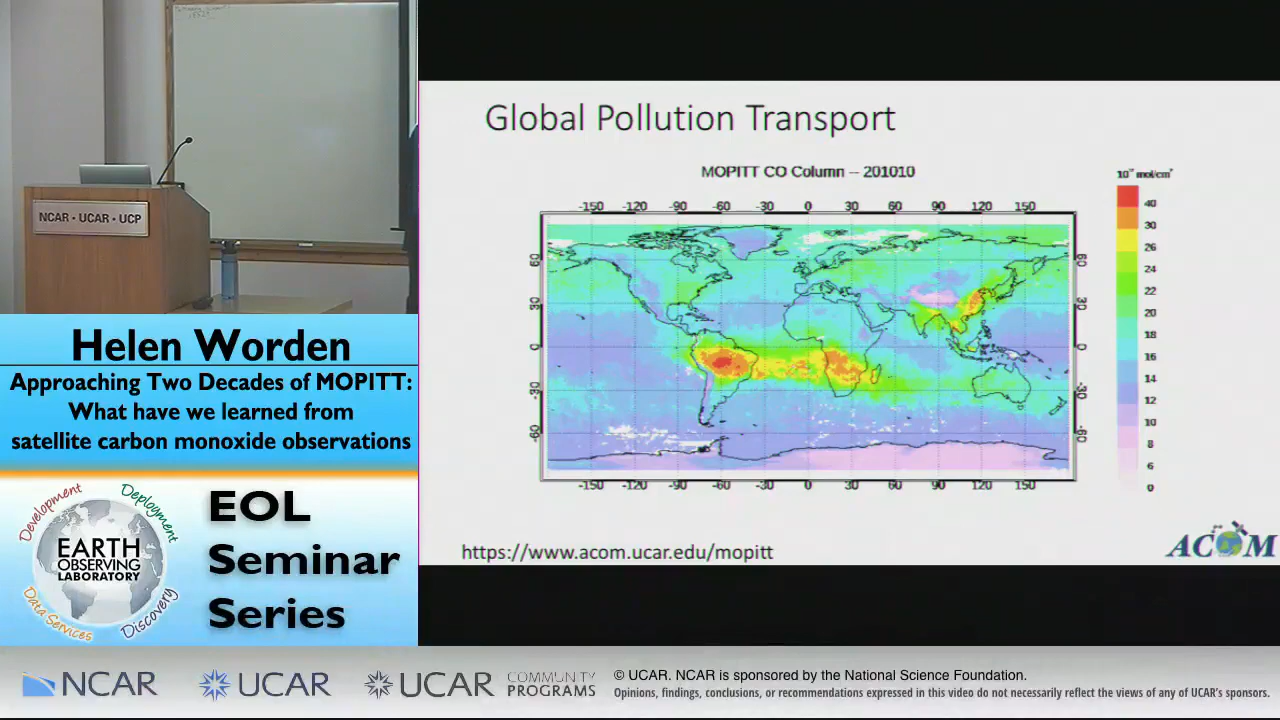 NCAR • UCAR • UCP
Helen Worden
Approaching Two Decades of MOPITT:
What have we learned from
satellite carbon monoxide observations
Development
Deployment
EARTH
OBSERVING
LABORATORY
Data Services
Discovery
EOL
Seminar
Series
Global Pollution Transport
MOPITT CO Column -- 201010
-150 -120 -90 -60 -30 0 30 60 90 120 150
60 60
30 30
0 0
-30 -30
-60 -60
-150 -120 -90 -60 -30 0 30 60 90 120 150
mol/cm²
40
30
26
24
22
20
18
16
14
12
10
8
6
0
https://www.acom.ucar.edu/mopitt
ACOM
NCAR
UCAR
UCAR
COMMUNITY
PROGRAMS
© UCAR. NCAR is sponsored by the National Science Foundation.
Opinions, findings, conclusions, or recommendations expressed in this video do not necessarily reflect the views of any of UCAR's sponsors.